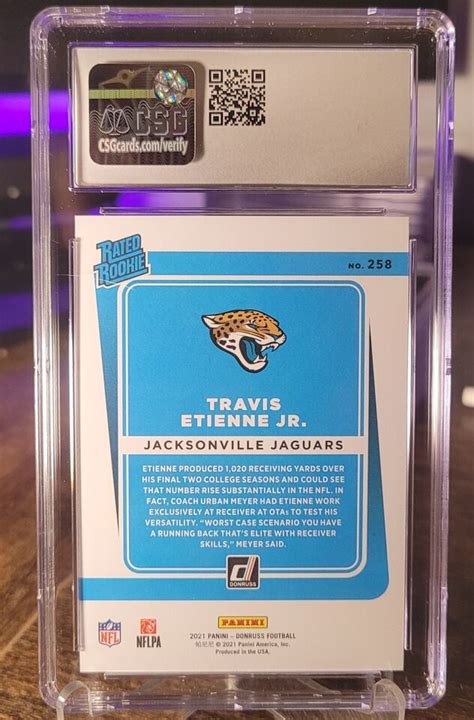 CSG
CSGcards.com/verify
RATED
ROOKIE
NO. 258
TRAVIS
ETIENNE JR.
JACKSONVILLE JAGUARS
ETIENNE PRODUCED 1,020 RECEIVING YARDS OVER
HIS FINAL TWO COLLEGE SEASONS AND COULD SEE
THAT NUMBER RISE SUBSTANTIALLY IN THE NFL. IN
FACT, COACH URBAN MEYER HAD ETIENNE WORK
EXCLUSIVELY AT RECEIVER AT OTAs TO TEST HIS
VERSATILITY. “WORST CASE SCENARIO YOU HAVE
A RUNNING BACK THAT’S ELITE WITH RECEIVER
SKILLS,” MEYER SAID.
DONRUSS
NFL
NFLPA
PANINI
2021 PANINI – DONRUSS FOOTBALL
帕尼尼 © 2021 Panini America, Inc.
Produced in the USA.